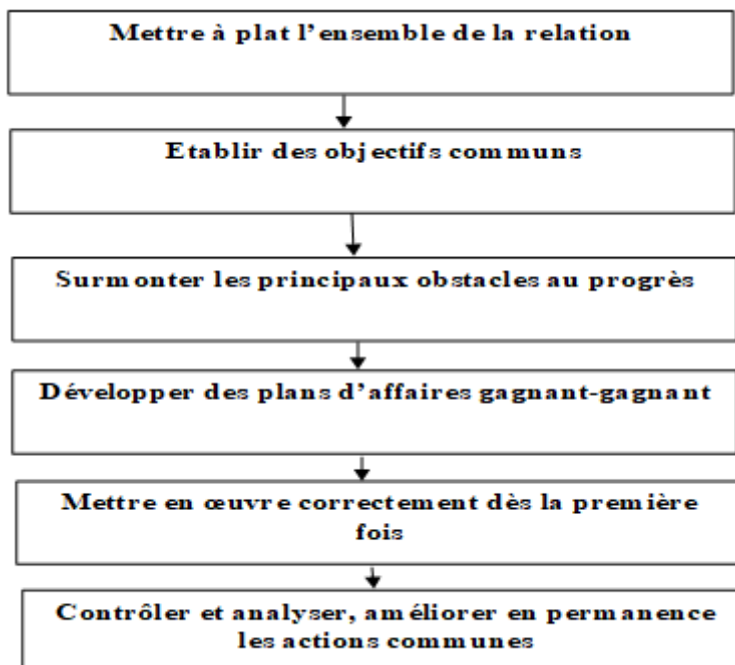 Mettre à plat l’ensemble de la relation
Etablir des objectifs communs
Surmonter les principaux obstacles au progrès
Développer des plans d’affaires gagnant-gagnant
Mettre en œuvre correctement dès la première
fois
Contrôler et analyser, améliorer en permanence
les actions communes